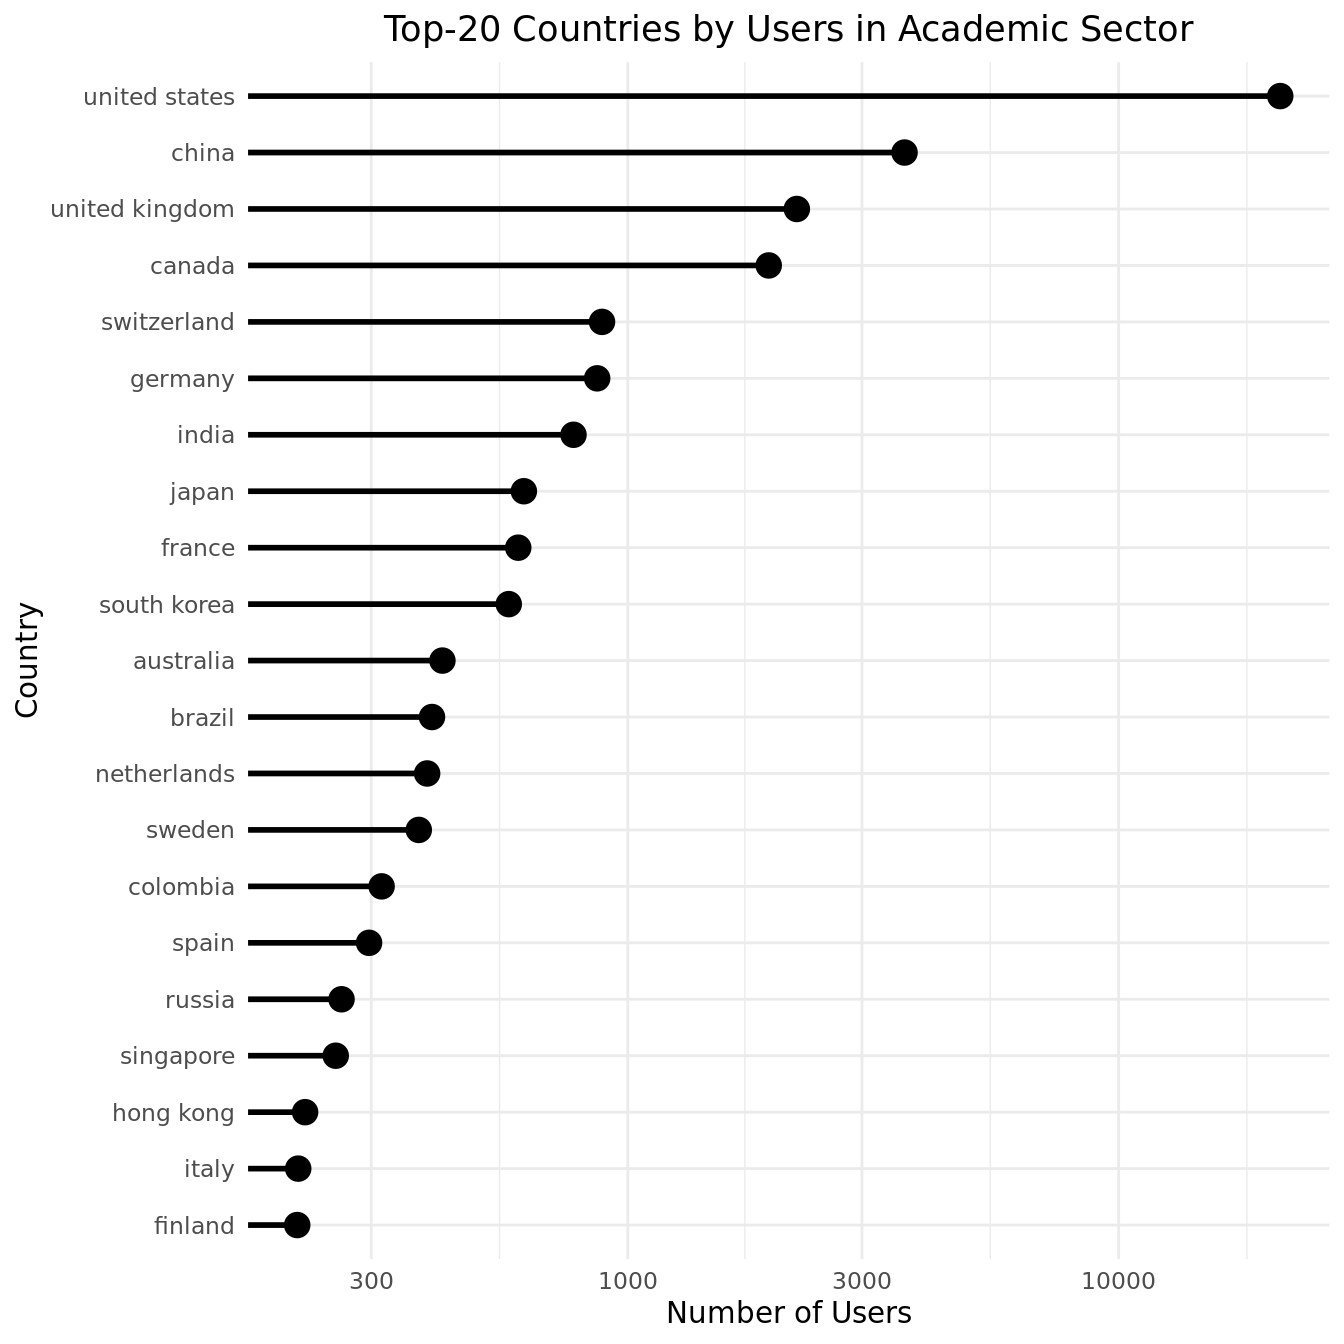 Top-20 Countries by Users in Academic Sector
united states
china
united kingdom
canada
switzerland
germany
india
japan
france
south korea
australia
brazil
netherlands
sweden
colombia
spain
russia
singapore
hong kong
italy
finland
Country
300 1000 3000 10000
Number of Users